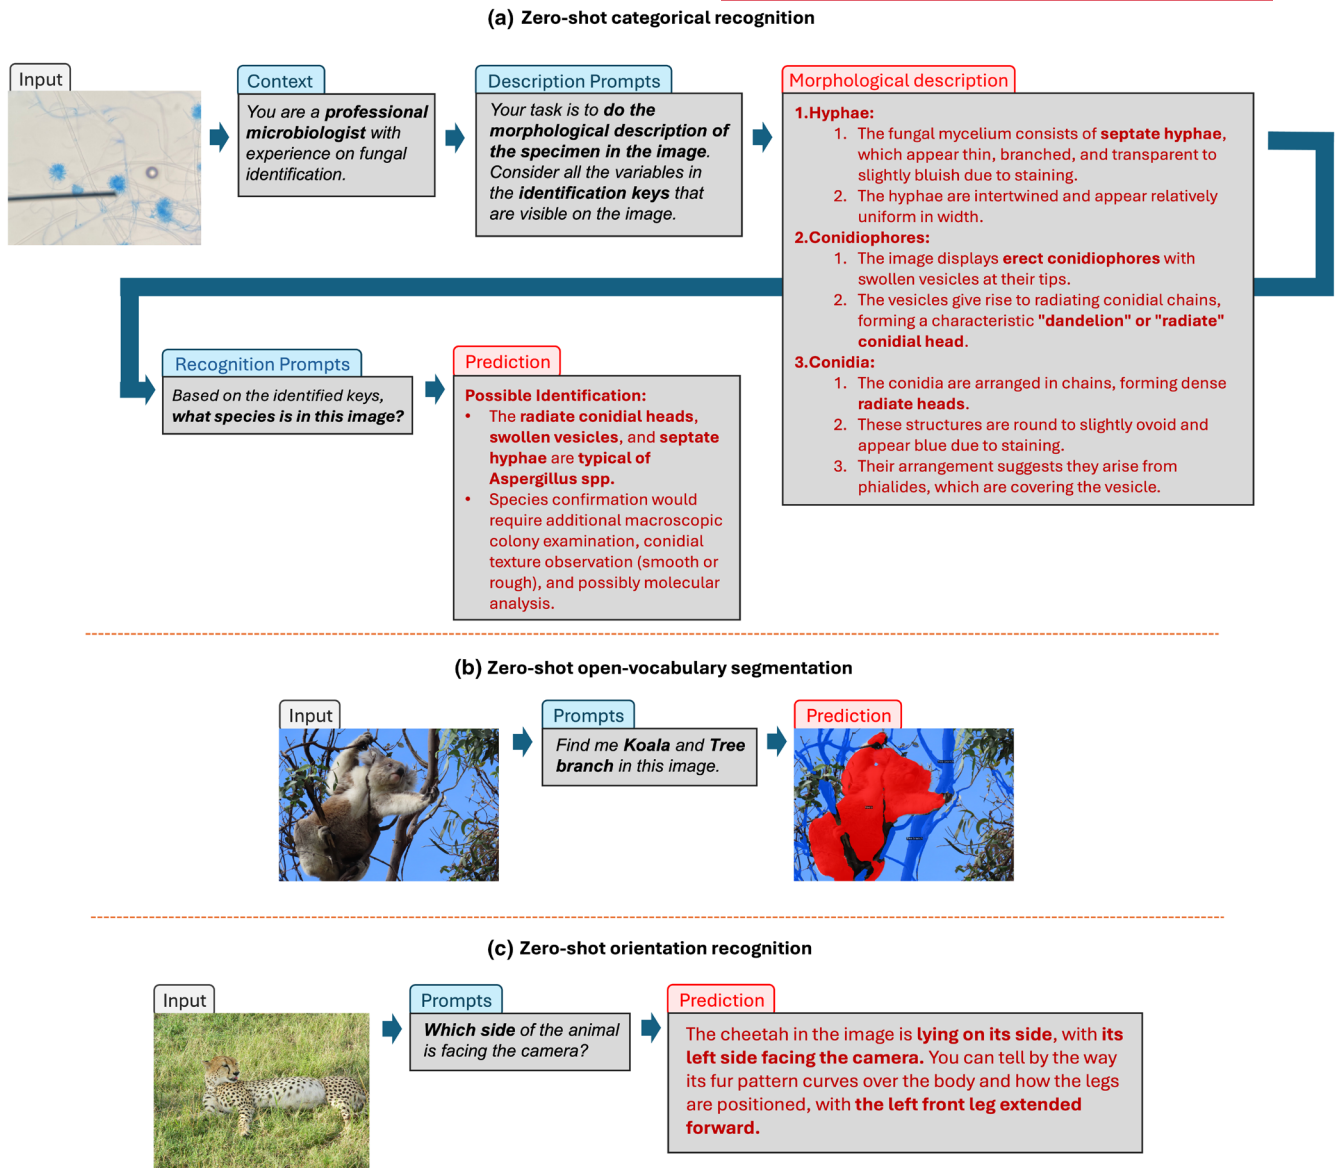 (a) Zero-shot categorical recognition
Input
Context
You are a professional
microbiologist with
experience on fungal
identification.
Description Prompts
Your task is to do the
morphological description of
the specimen in the image.
Consider all the variables in
the identification keys that
are visible on the image.
Morphological description
1.Hyphae:
1. The fungal mycelium consists of septate hyphae,
which appear thin, branched, and transparent to
slightly bluish due to staining.
2. The hyphae are intertwined and appear relatively
uniform in width.
2.Conidiophores:
1. The image displays erect conidiophores with
swollen vesicles at their tips.
2. The vesicles give rise to radiating conidial chains,
forming a characteristic "dandelion" or "radiate"
conidial head.
3.Conidia:
1. The conidia are arranged in chains, forming dense
radiate heads.
2. These structures are round to slightly ovoid and
appear blue due to staining.
3. Their arrangement suggests they arise from
phialides, which are covering the vesicle.
Recognition Prompts
Based on the identified keys,
what species is in this image?
Prediction
Possible Identification:
• The radiate conidial heads,
swollen vesicles, and septate
hyphae are typical of
Aspergillus spp.
• Species confirmation would
require additional macroscopic
colony examination, conidial
texture observation (smooth or
rough), and possibly molecular
analysis.
(b) Zero-shot open-vocabulary segmentation
Input
Prompts
Find me Koala and Tree
branch in this image.
Prediction
(c) Zero-shot orientation recognition
Input
Prompts
Which side of the animal
is facing the camera?
Prediction
The cheetah in the image is lying on its side, with its
left side facing the camera. You can tell by the way
its fur pattern curves over the body and how the legs
are positioned, with the left front leg extended
forward.